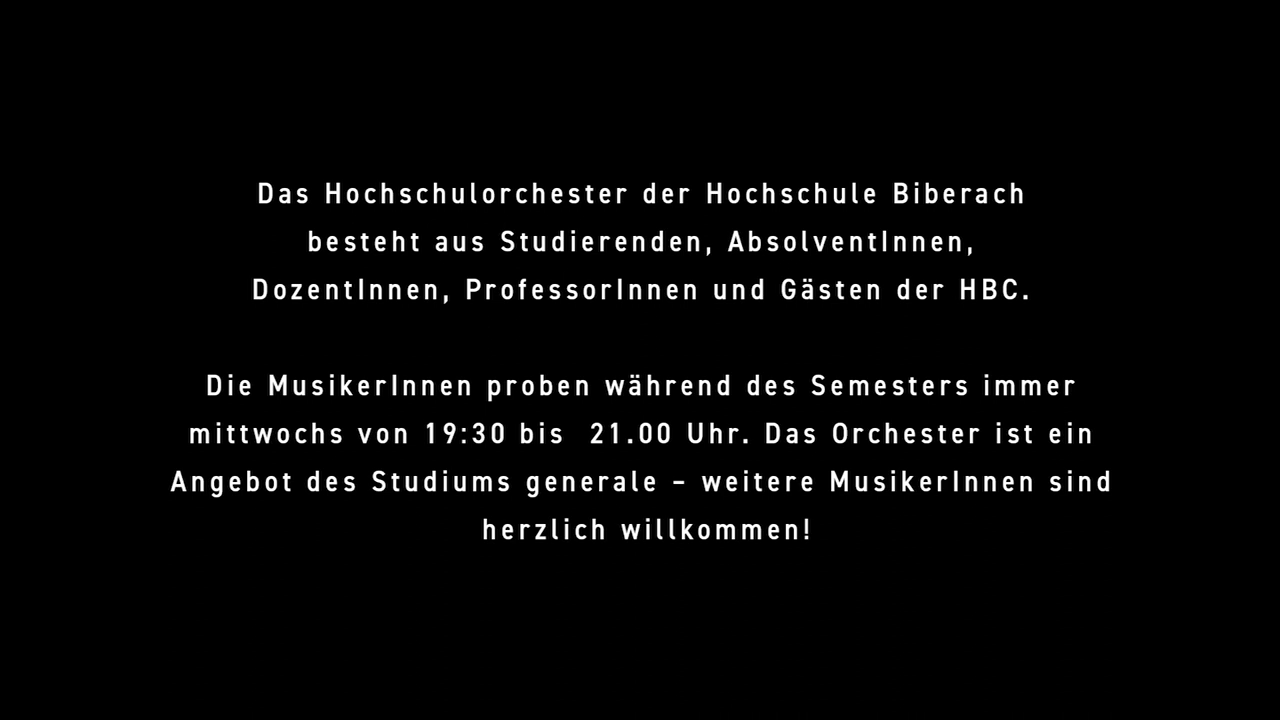 Das Hochschulorchester der Hochschule Biberach
besteht aus Studierenden, AbsolventInnen,
DozentInnen, ProfessorInnen und Gästen der HBC.
Die MusikerInnen proben während des Semesters immer
mittwochs von 19:30 bis  21.00 Uhr. Das Orchester ist ein
Angebot des Studiums generale – weitere MusikerInnen sind
herzlich willkommen!